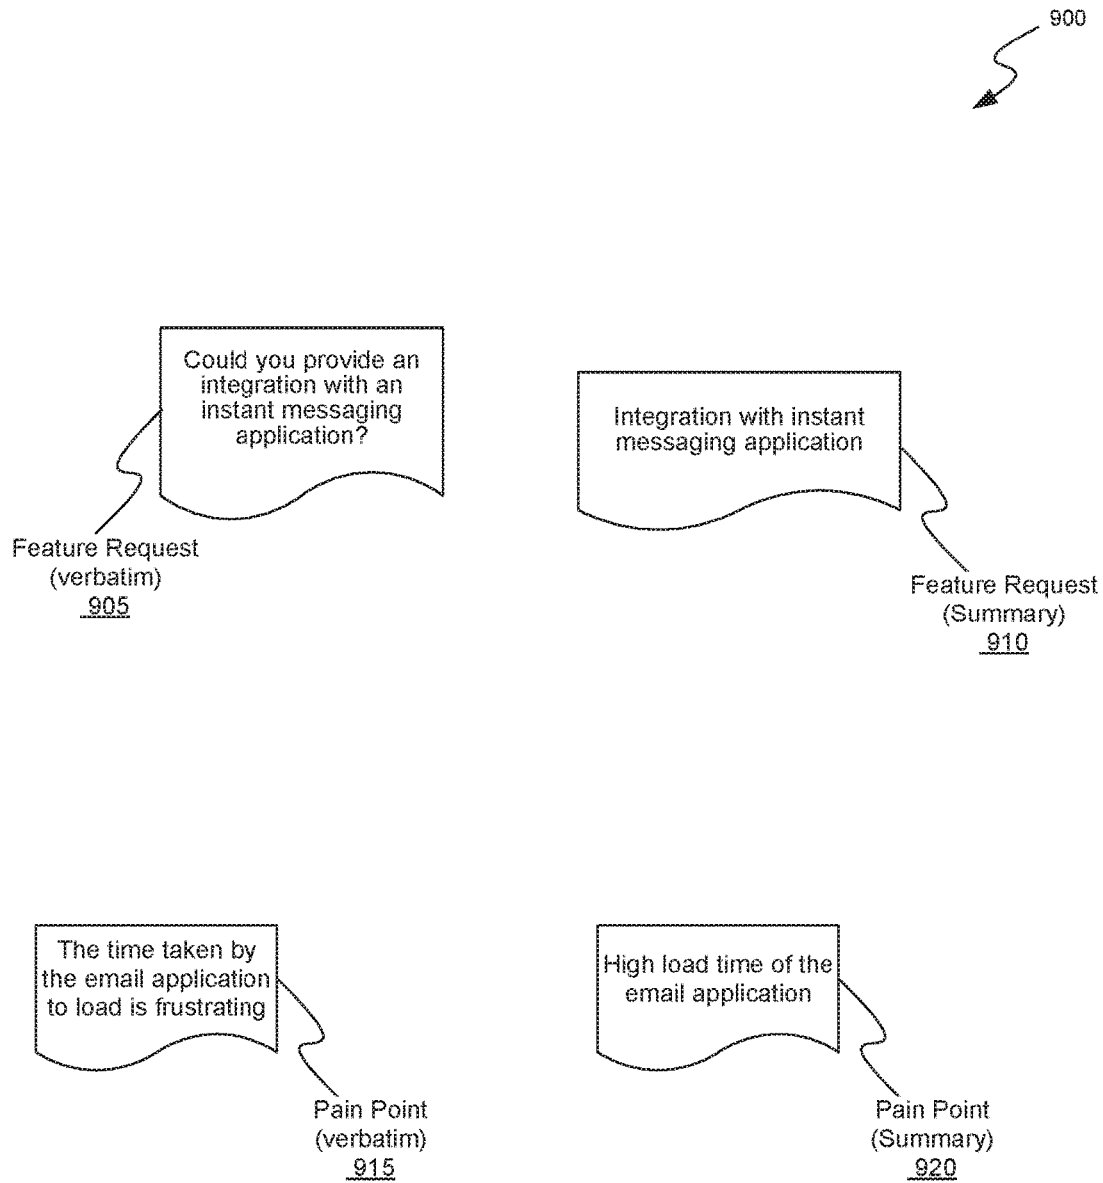 900
Could you provide an
integration with an
instant messaging
application?
Feature Request
(verbatim)
905
Integration with instant
messaging application
Feature Request
(Summary)
910
The time taken by
the email application
to load is frustrating
Pain Point
(verbatim)
915
High load time of the
email application
Pain Point
(Summary)
920